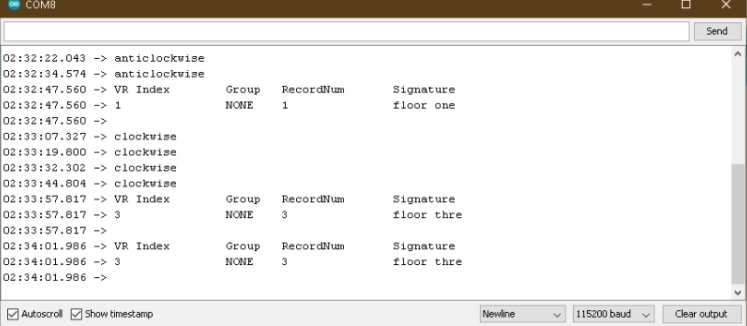 COM8
Send
02:32:22.043 -> anticlockwise
02:32:34.574 -> anticlockwise
02:32:47.560 -> VR Index Group RecordNum Signature
02:32:47.560 -> 1 NONE 1 floor one
02:32:47.560 ->
02:33:07.327 -> clockwise
02:33:19.800 -> clockwise
02:33:32.302 -> clockwise
02:33:44.804 -> clockwise
02:33:57.817 -> VR Index Group RecordNum Signature
02:33:57.817 -> 3 NONE 3 floor thre
02:33:57.817 ->
02:34:01.986 -> VR Index Group RecordNum Signature
02:34:01.986 -> 3 NONE 3 floor thre
02:34:01.986 ->
Autoscroll Show timestamp Newline 115200 baud Clear output